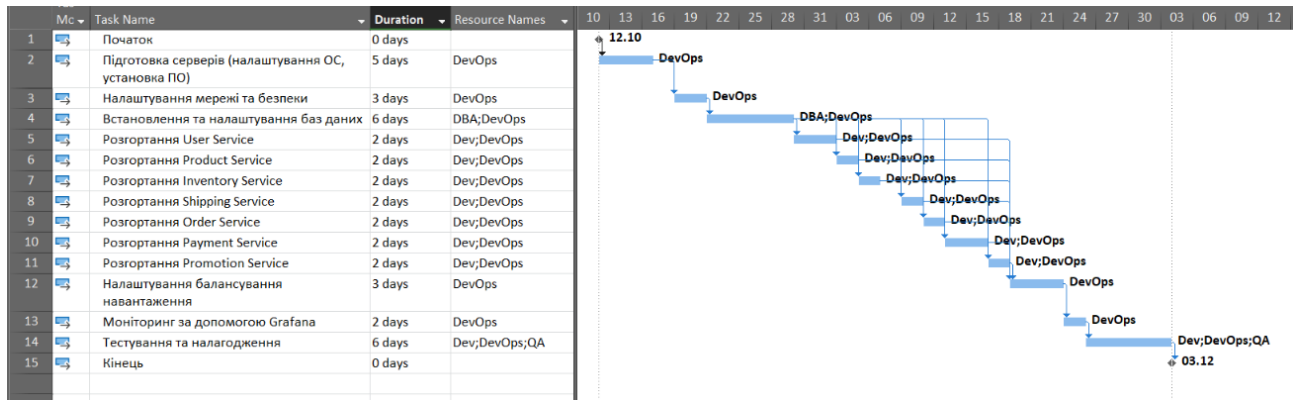 Mc Task Name Duration Resource Names 10 13 16 19 22 25 28 31 03 06 09 12 15 18 21 24 27 30 03 06 09 12
1 Початок 0 days 12.10
2 Підготовка серверів (налаштування ОС, 5 days DevOps DevOps
установка ПО)
3 Налаштування мережі та безпеки 3 days DevOps DevOps
4 Встановлення та налаштування баз даних 6 days DBA;DevOps DBA;DevOps
5 Розгортання User Service 2 days Dev;DevOps Dev;DevOps
6 Розгортання Product Service 2 days Dev;DevOps Dev;DevOps
7 Розгортання Inventory Service 2 days Dev;DevOps Dev;DevOps
8 Розгортання Shipping Service 2 days Dev;DevOps Dev;DevOps
9 Розгортання Order Service 2 days Dev;DevOps Dev;DevOps
10 Розгортання Payment Service 2 days Dev;DevOps Dev;DevOps
11 Розгортання Promotion Service 2 days Dev;DevOps Dev;DevOps
12 Налаштування балансування 3 days DevOps DevOps
навантаження
13 Моніторинг за допомогою Grafana 2 days DevOps DevOps
14 Тестування та налагодження 6 days Dev;DevOps;QA Dev;DevOps;QA
15 Кінець 0 days 03.12